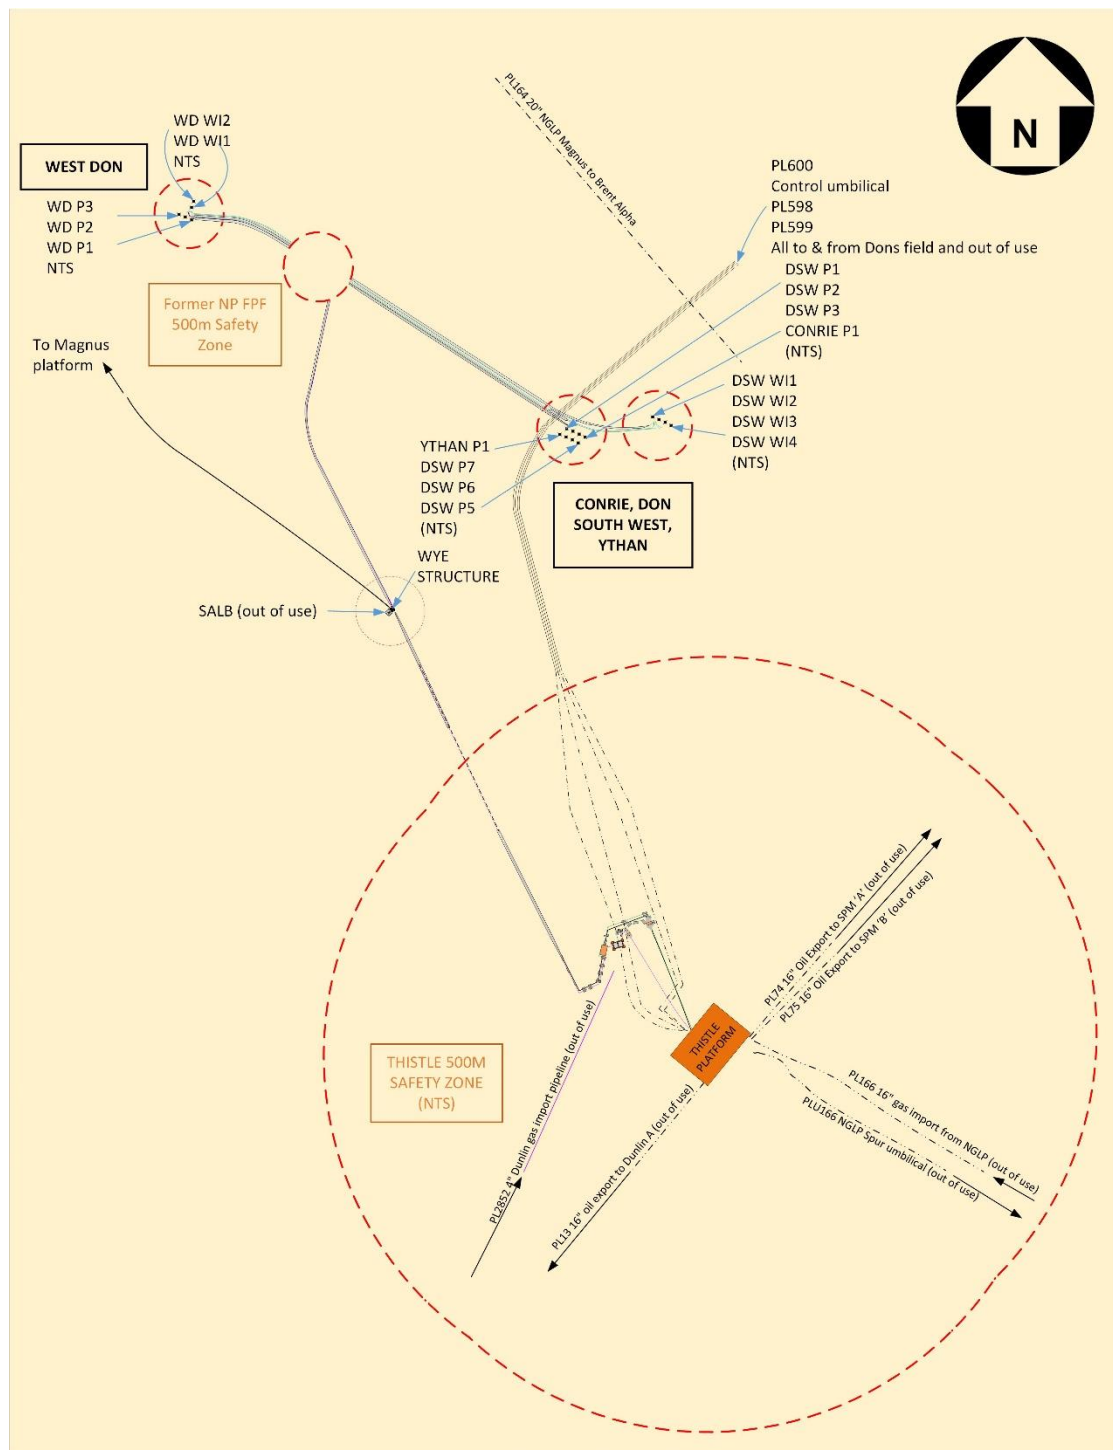 N
PL164 20" NGLP Magnus to Brent Alpha
WD WI2
WD WI1
NTS
WEST DON
WD P3
WD P2
WD P1
NTS
PL600
Control umbilical
PL598
PL599
All to & from Dons field and out of use
DSW P1
DSW P2
DSW P3
CONRIE P1
(NTS)
Former NP FPF
500m Safety
Zone
To Magnus
platform
DSW WI1
DSW WI2
DSW WI3
DSW WI4
(NTS)
YTHAN P1
DSW P7
DSW P6
DSW P5
(NTS)
CONRIE, DON
SOUTH WEST,
YTHAN
WYE
STRUCTURE
SALB (out of use)
PL74 16" Oil Export to SPM 'A' (out of use)
PL75 16" Oil Export to SPM 'B' (out of use)
THISTLE
PLATFORM
THISTLE 500M
SAFETY ZONE
(NTS)
PL2852 4" Dunlin gas import pipeline (out of use)
PL13 16" oil export to Dunlin A (out of use)
PL166 16" gas import from NGLP (out of use)
PLU166 NGLP Spur umbilical (out of use)